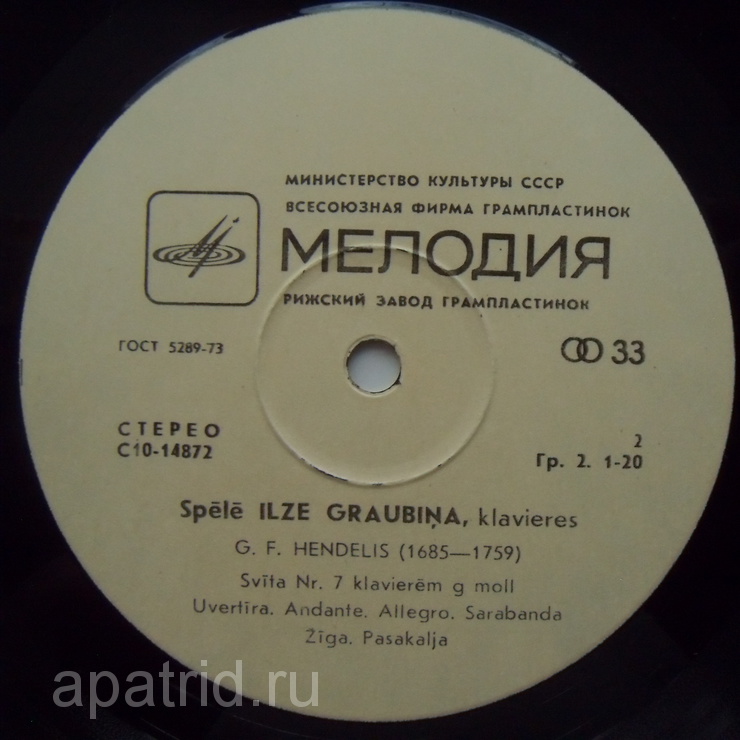 МИНИСТЕРСТВО КУЛЬТУРЫ СССР
ВСЕСОЮЗНАЯ ФИРМА ГРАМПЛАСТИНОК
МЕЛОДИЯ
РИЖСКИЙ ЗАВОД ГРАМПЛАСТИНОК
ГОСТ 5289-73
33
СТЕРЕО
С10-14872
2
Гр. 2. 1-20
Spēlē ILZE GRAUBIŅA, klavieres
G. F. HENDELIS (1685—1759)
Svīta Nr. 7 klavierēm g moll
Uvertīra. Andante. Allegro. Sarabanda
Žīga. Pasakalja
apatrid.ru